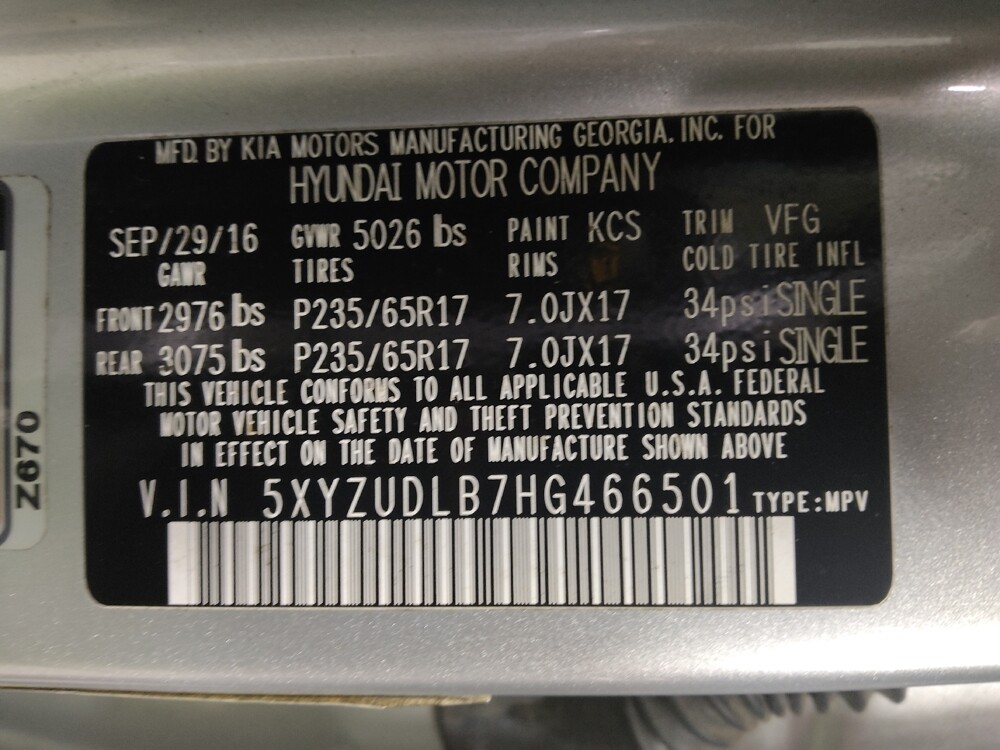 MFD. BY KIA MOTORS MANUFACTURING GEORGIA, INC. FOR
HYUNDAI MOTOR COMPANY
SEP/29/16 GVWR 5026 lbs PAINT KCS TRIM VFG
GAWR TIRES RIMS COLD TIRE INFL
FRONT 2976 lbs P235/65R17 7.0JX17 34psi SINGLE
REAR 3075 lbs P235/65R17 7.0JX17 34psi SINGLE
THIS VEHICLE CONFORMS TO ALL APPLICABLE U.S.A. FEDERAL
MOTOR VEHICLE SAFETY AND THEFT PREVENTION STANDARDS
IN EFFECT ON THE DATE OF MANUFACTURE SHOWN ABOVE
V.I.N 5XYZUDLB7HG466501 TYPE:MPV
Z670